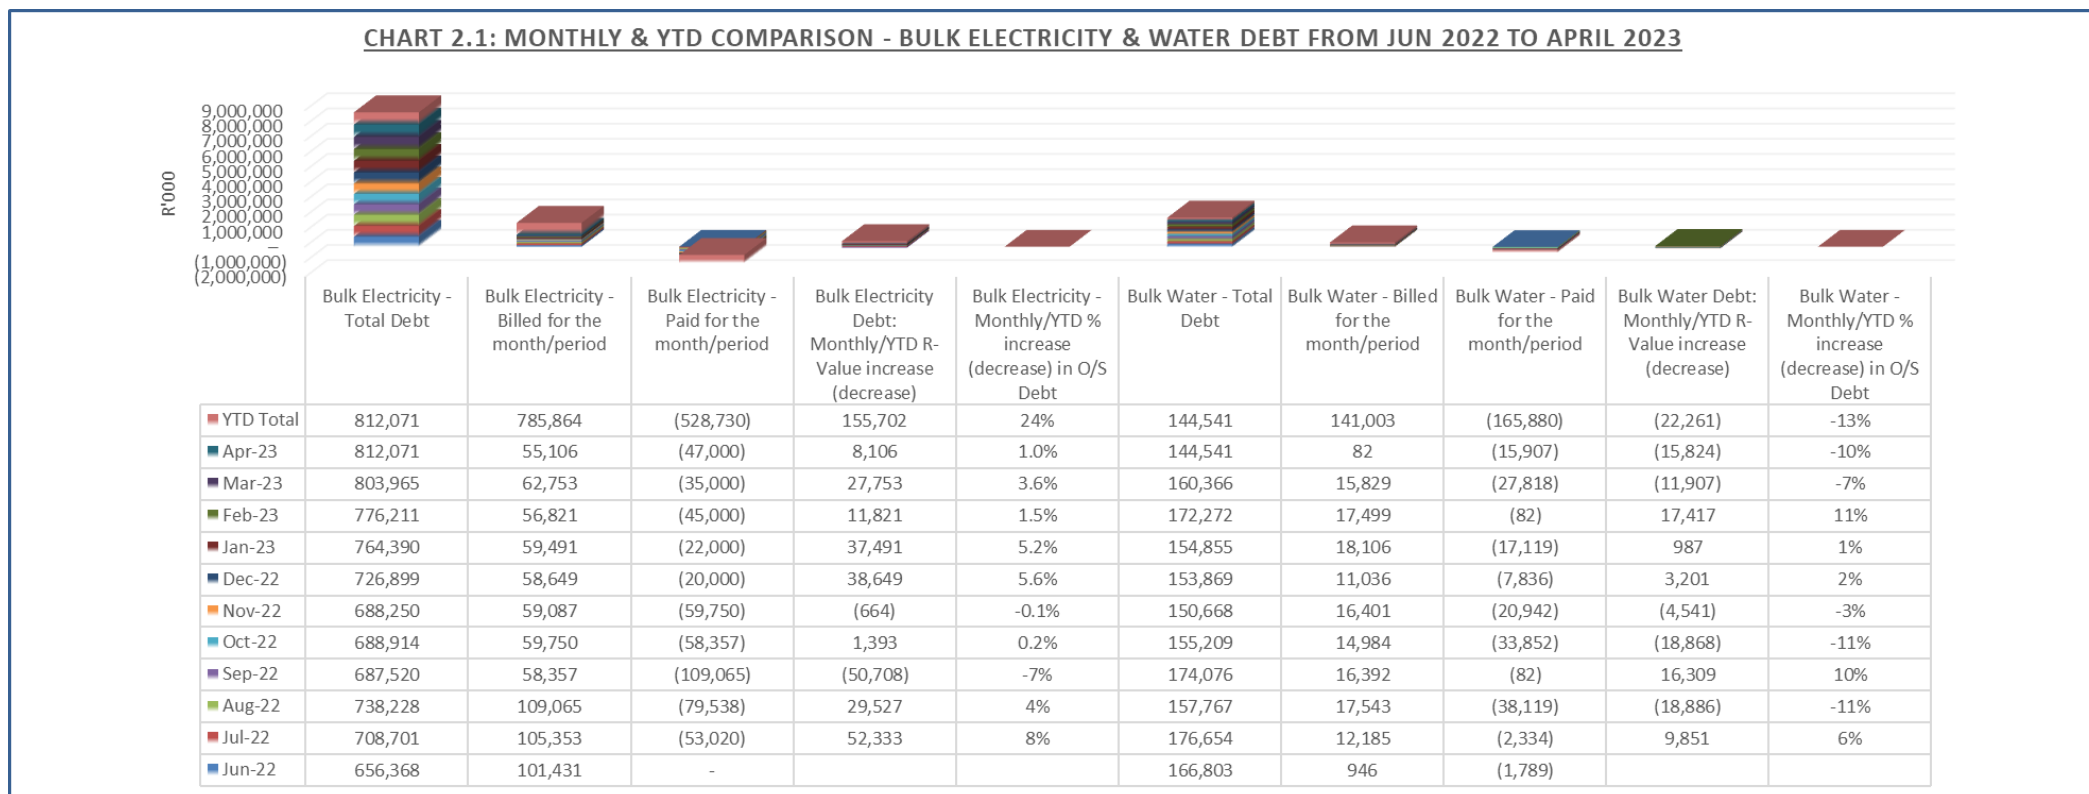 CHART 2.1: MONTHLY & YTD COMPARISON - BULK ELECTRICITY & WATER DEBT FROM JUN 2022 TO APRIL 2023
R'000
9,000,000
8,000,000
7,000,000
6,000,000
5,000,000
4,000,000
3,000,000
2,000,000
1,000,000
–
(1,000,000)
(2,000,000)
Bulk Electricity -
Total Debt
Bulk Electricity -
Billed for the
month/period
Bulk Electricity -
Paid for the
month/period
Bulk Electricity
Debt:
Monthly/YTD R-
Value increase
(decrease)
Bulk Electricity -
Monthly/YTD %
increase
(decrease) in O/S
Debt
Bulk Water - Total
Debt
Bulk Water - Billed
for the
month/period
Bulk Water - Paid
for the
month/period
Bulk Water Debt:
Monthly/YTD R-
Value increase
(decrease)
Bulk Water -
Monthly/YTD %
increase
(decrease) in O/S
Debt
YTD Total 812,071 785,864 (528,730) 155,702 24% 144,541 141,003 (165,880) (22,261) -13%
Apr-23 812,071 55,106 (47,000) 8,106 1.0% 144,541 82 (15,907) (15,824) -10%
Mar-23 803,965 62,753 (35,000) 27,753 3.6% 160,366 15,829 (27,818) (11,907) -7%
Feb-23 776,211 56,821 (45,000) 11,821 1.5% 172,272 17,499 (82) 17,417 11%
Jan-23 764,390 59,491 (22,000) 37,491 5.2% 154,855 18,106 (17,119) 987 1%
Dec-22 726,899 58,649 (20,000) 38,649 5.6% 153,869 11,036 (7,836) 3,201 2%
Nov-22 688,250 59,087 (59,750) (664) -0.1% 150,668 16,401 (20,942) (4,541) -3%
Oct-22 688,914 59,750 (58,357) 1,393 0.2% 155,209 14,984 (33,852) (18,868) -11%
Sep-22 687,520 58,357 (109,065) (50,708) -7% 174,076 16,392 (82) 16,309 10%
Aug-22 738,228 109,065 (79,538) 29,527 4% 157,767 17,543 (38,119) (18,886) -11%
Jul-22 708,701 105,353 (53,020) 52,333 8% 176,654 12,185 (2,334) 9,851 6%
Jun-22 656,368 101,431 - 166,803 946 (1,789)